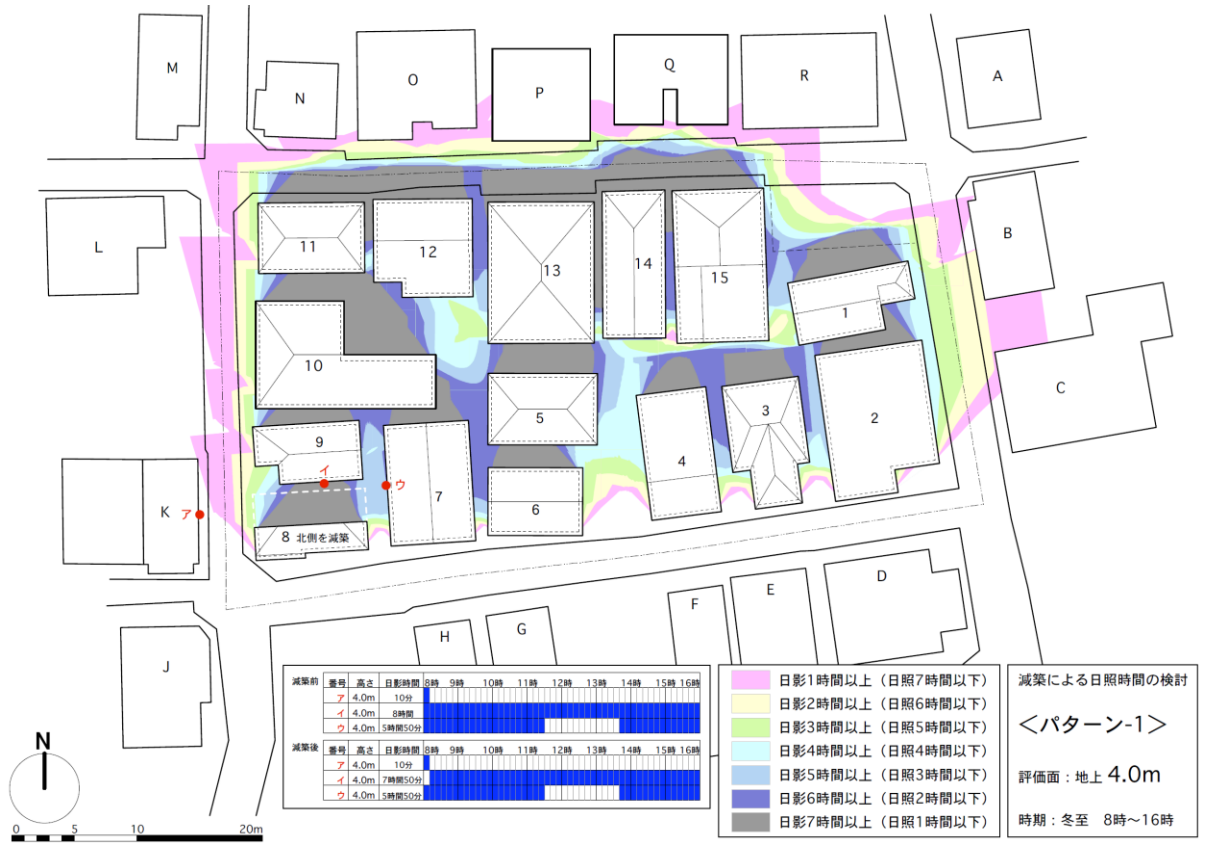 M
N
O
P
Q
R
A
L
B
C
11
12
13
14
15
1
10
5
3
2
4
9
イ
ウ
7
6
K
ア
8 北側を減築
D
E
F
G
H
J
減築前
番号 高さ 日影時間 8時 9時 10時 11時 12時 13時 14時 15時 16時
ア 4.0m 10分
イ 4.0m 8時間
ウ 4.0m 5時間50分
減築後
番号 高さ 日影時間 8時 9時 10時 11時 12時 13時 14時 15時 16時
ア 4.0m 10分
イ 4.0m 7時間50分
ウ 4.0m 5時間50分
日影1時間以上（日照7時間以下）
日影2時間以上（日照6時間以下）
日影3時間以上（日照5時間以下）
日影4時間以上（日照4時間以下）
日影5時間以上（日照3時間以下）
日影6時間以上（日照2時間以下）
日影7時間以上（日照1時間以下）
減築による日照時間の検討
＜パターン-1＞
評価面：地上 4.0m
時期：冬至 8時〜16時
N
0 5 10 20m